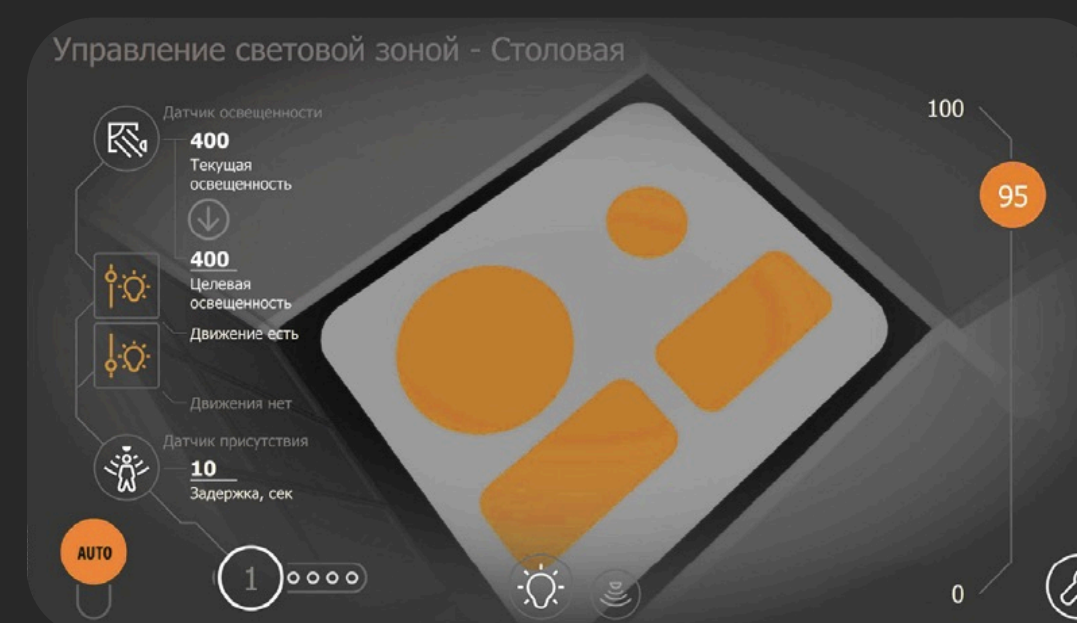 Управление световой зоной - Столовая
Датчик освещенности
400
Текущая
освещенность
400
Целевая
освещенность
Движение есть
Движения нет
Датчик присутствия
10
Задержка, сек
AUTO
1
100
95
0